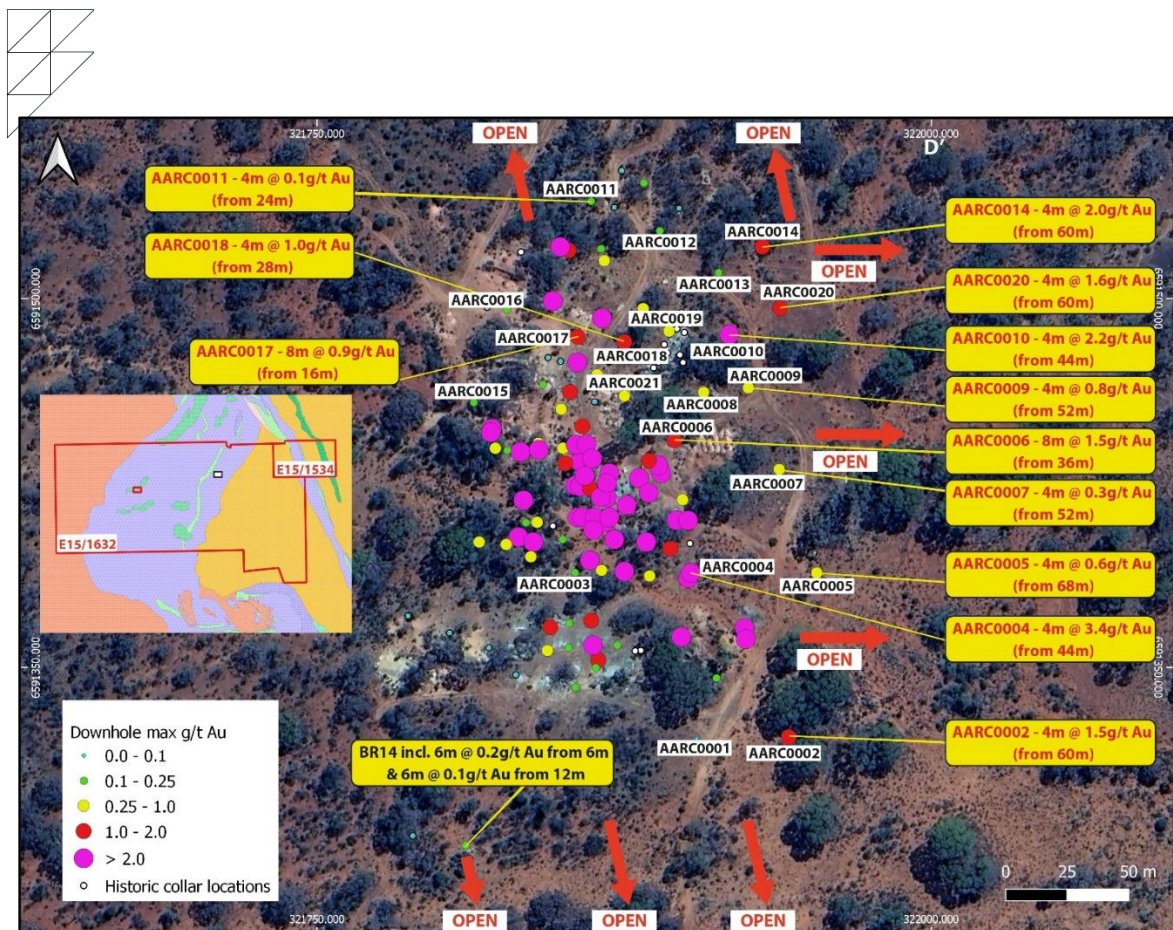 321750.000
322000.000
OPEN
OPEN
D'
AARC0011 - 4m @ 0.1g/t Au
(from 24m)
AARC0011
AARC0018 - 4m @ 1.0g/t Au
(from 28m)
AARC0012
AARC0014
AARC0014 - 4m @ 2.0g/t Au
(from 60m)
OPEN
AARC0013
6591500.000
6591500.000
AARC0016
AARC0020
AARC0020 - 4m @ 1.6g/t Au
(from 60m)
AARC0019
AARC0017
AARC0018
AARC0010
AARC0010 - 4m @ 2.2g/t Au
(from 44m)
AARC0017 - 8m @ 0.9g/t Au
(from 16m)
AARC0021
AARC0009
AARC0015
AARC0008
AARC0009 - 4m @ 0.8g/t Au
(from 52m)
AARC0006
AARC0006 - 8m @ 1.5g/t Au
(from 36m)
OPEN
E15/1534
AARC0007
AARC0007 - 4m @ 0.3g/t Au
(from 52m)
E15/1632
AARC0003
AARC0004
AARC0005
AARC0005 - 4m @ 0.6g/t Au
(from 68m)
AARC0004 - 4m @ 3.4g/t Au
(from 44m)
OPEN
6591350.000
6591350.000
Downhole max g/t Au
0.0 - 0.1
0.1 - 0.25
0.25 - 1.0
1.0 - 2.0
> 2.0
Historic collar locations
BR14 incl. 6m @ 0.2g/t Au from 6m
& 6m @ 0.1g/t Au from 12m
AARC0001
AARC0002
AARC0002 - 4m @ 1.5g/t Au
(from 60m)
0 25 50 m
OPEN
OPEN
OPEN
321750.000
322000.000